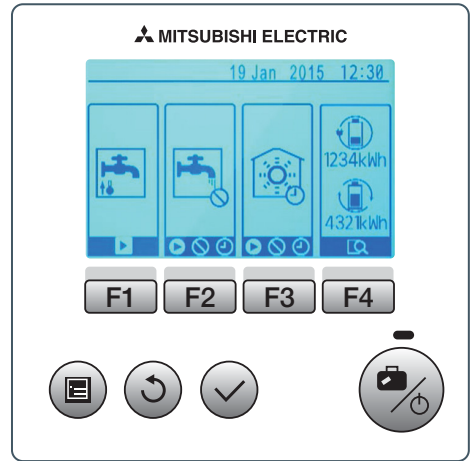 MITSUBISHI ELECTRIC
19 Jan 2015 12:30
1234kWh
4321kWh
F1 F2 F3 F4